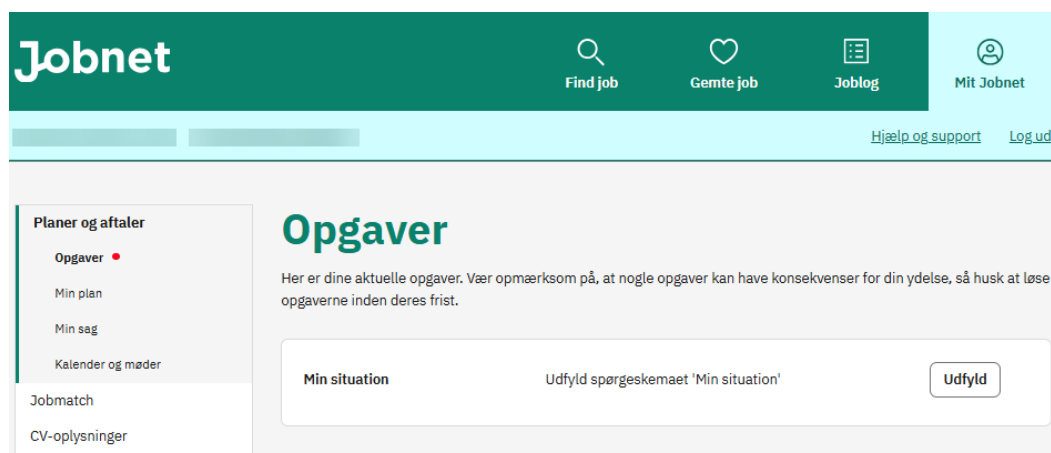 Jobnet
Find job
Gemte job
Joblog
Mit Jobnet
Hjælp og support
Log ud
Planer og aftaler
Opgaver
Min plan
Min sag
Kalender og møder
Jobmatch
CV-oplysninger
Opgaver
Her er dine aktuelle opgaver. Vær opmærksom på, at nogle opgaver kan have konsekvenser for din ydelse, så husk at løse
opgaverne inden deres frist.
Min situation
Udfyld spørgeskemaet 'Min situation'
Udfyld